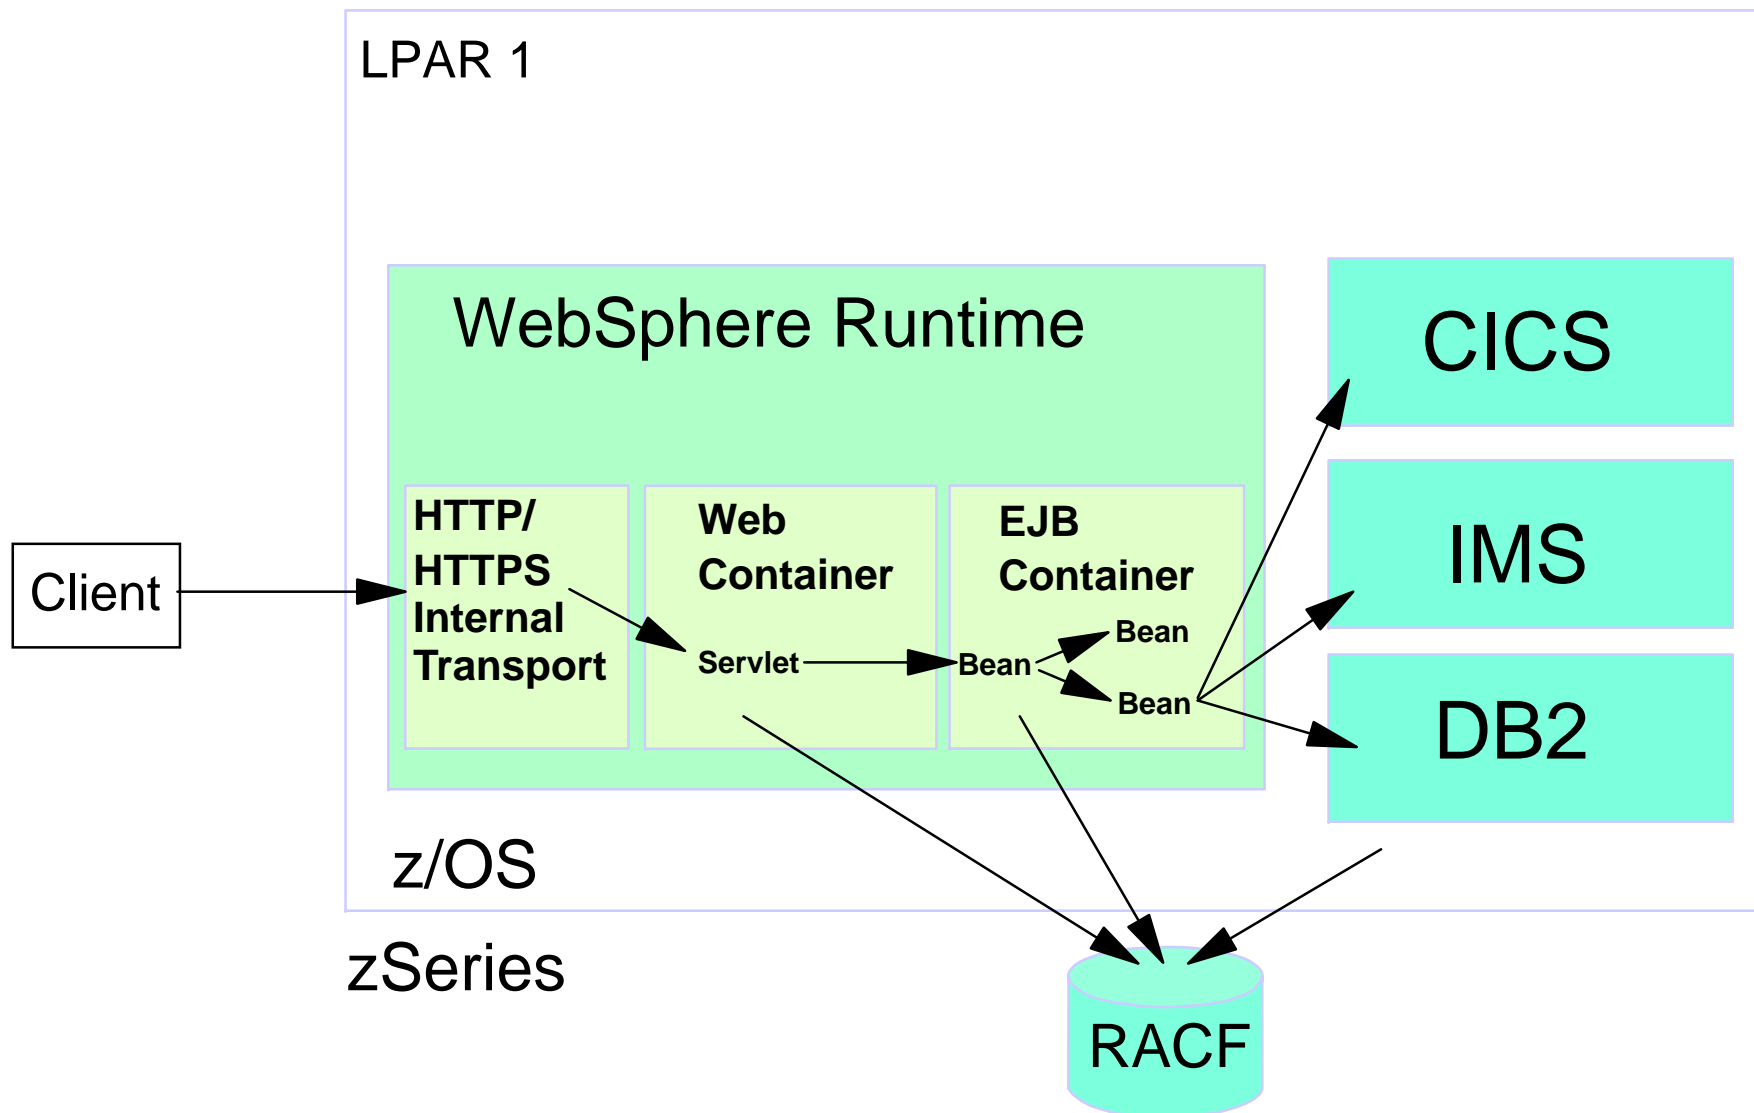 LPAR 1
WebSphere Runtime
CICS
IMS
DB2
Client
HTTP/
HTTPS
Internal
Transport
Web
Container
Servlet
EJB
Container
Bean
Bean
Bean
z/OS
zSeries
RACF